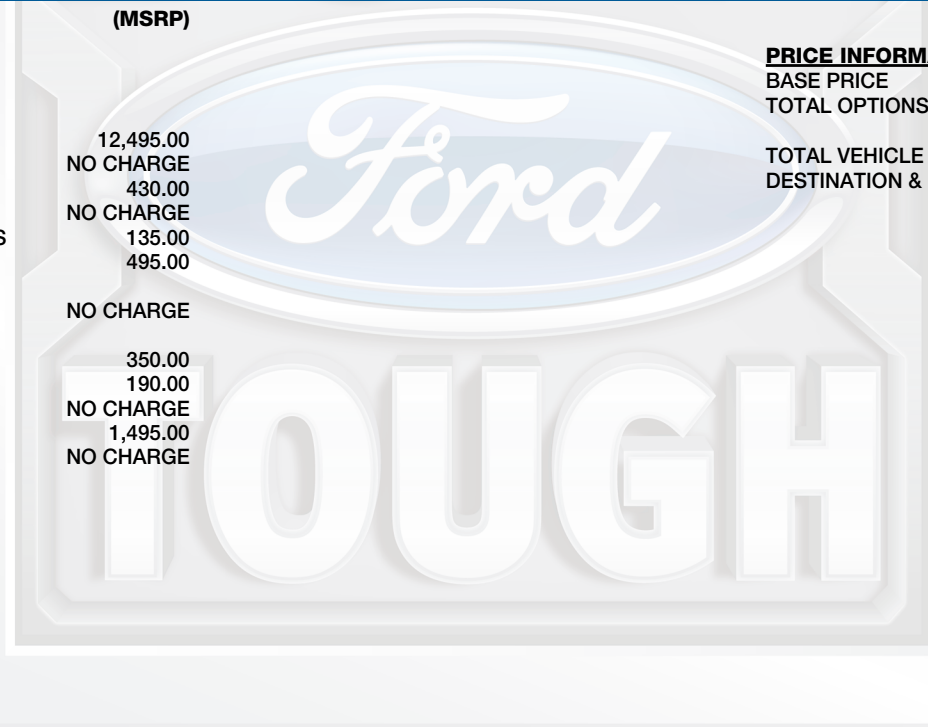 (MSRP)
12,495.00
NO CHARGE
430.00
NO CHARGE
S 135.00
495.00
NO CHARGE
350.00
190.00
NO CHARGE
1,495.00
NO CHARGE
PRICE INFORMA
BASE PRICE
TOTAL OPTIONS
TOTAL VEHICLE
DESTINATION &
Ford
TOUGH